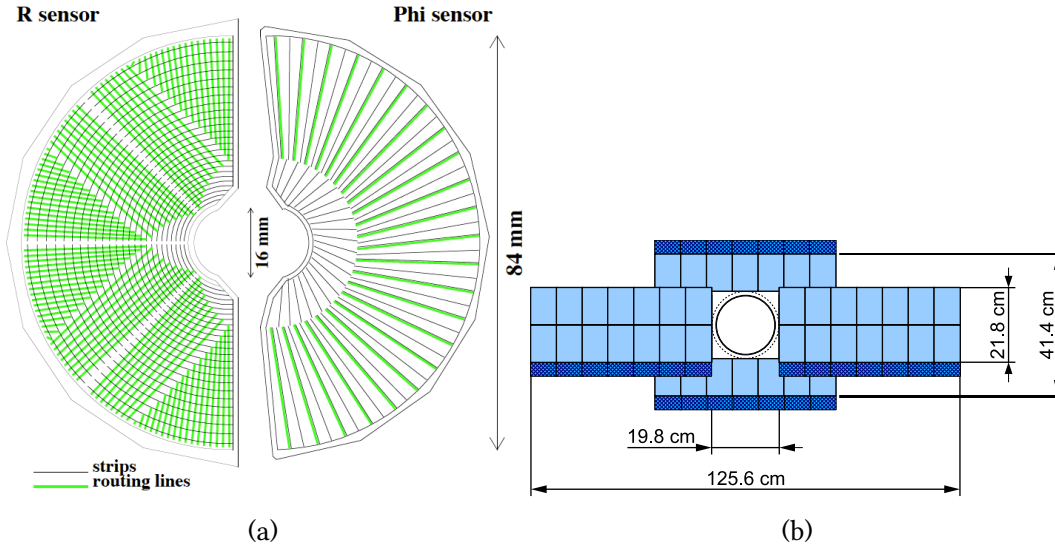 R sensor
Phi sensor
16 mm
84 mm
strips
routing lines
(a)
21.8 cm
41.4 cm
19.8 cm
125.6 cm
(b)